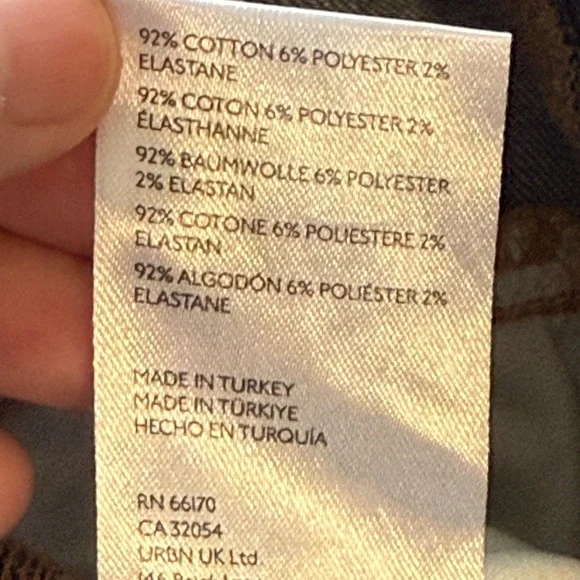 92% COTTON 6% POLYESTER 2%
ELASTANE
92% COTON 6% POLYESTER 2%
ÉLASTHANNE
92% BAUMWOLLE 6% POLYESTER
2% ELASTAN
92% COTONE 6% POLIESTERE 2%
ELASTAN
92% ALGODÓN 6% POLIÉSTER 2%
ELASTANE
MADE IN TURKEY
MADE IN TÜRKIYE
HECHO EN TURQUÍA
RN 66170
CA 32054
URBN UK Ltd